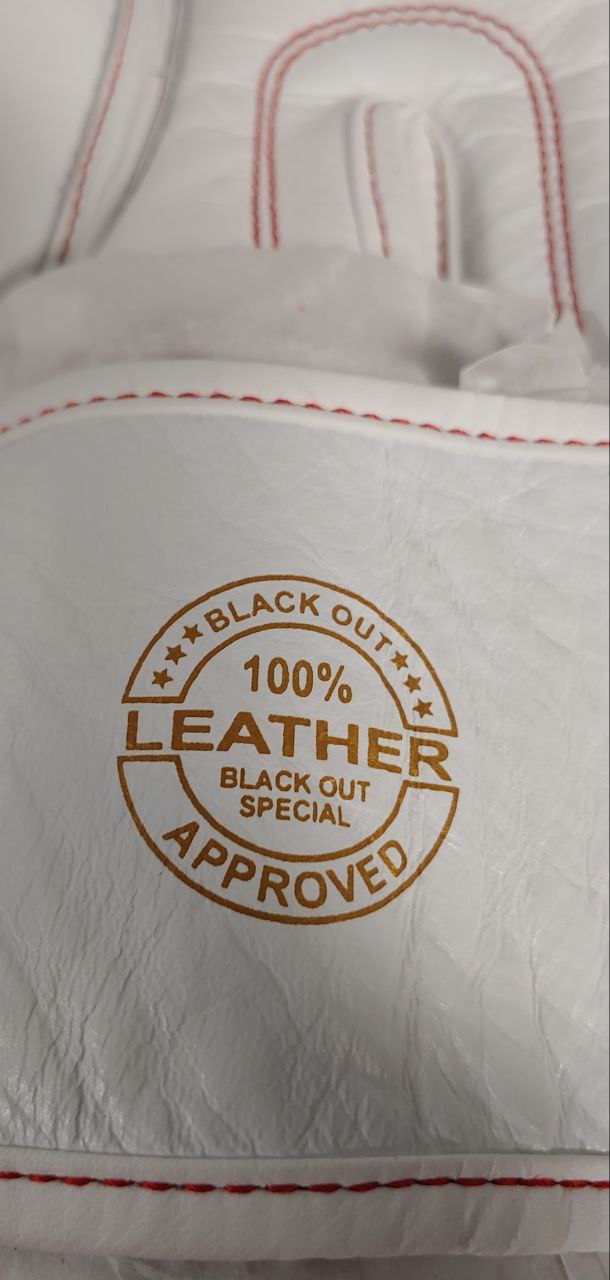 BLACK OUT
100%
LEATHER
BLACK OUT
SPECIAL
APPROVED